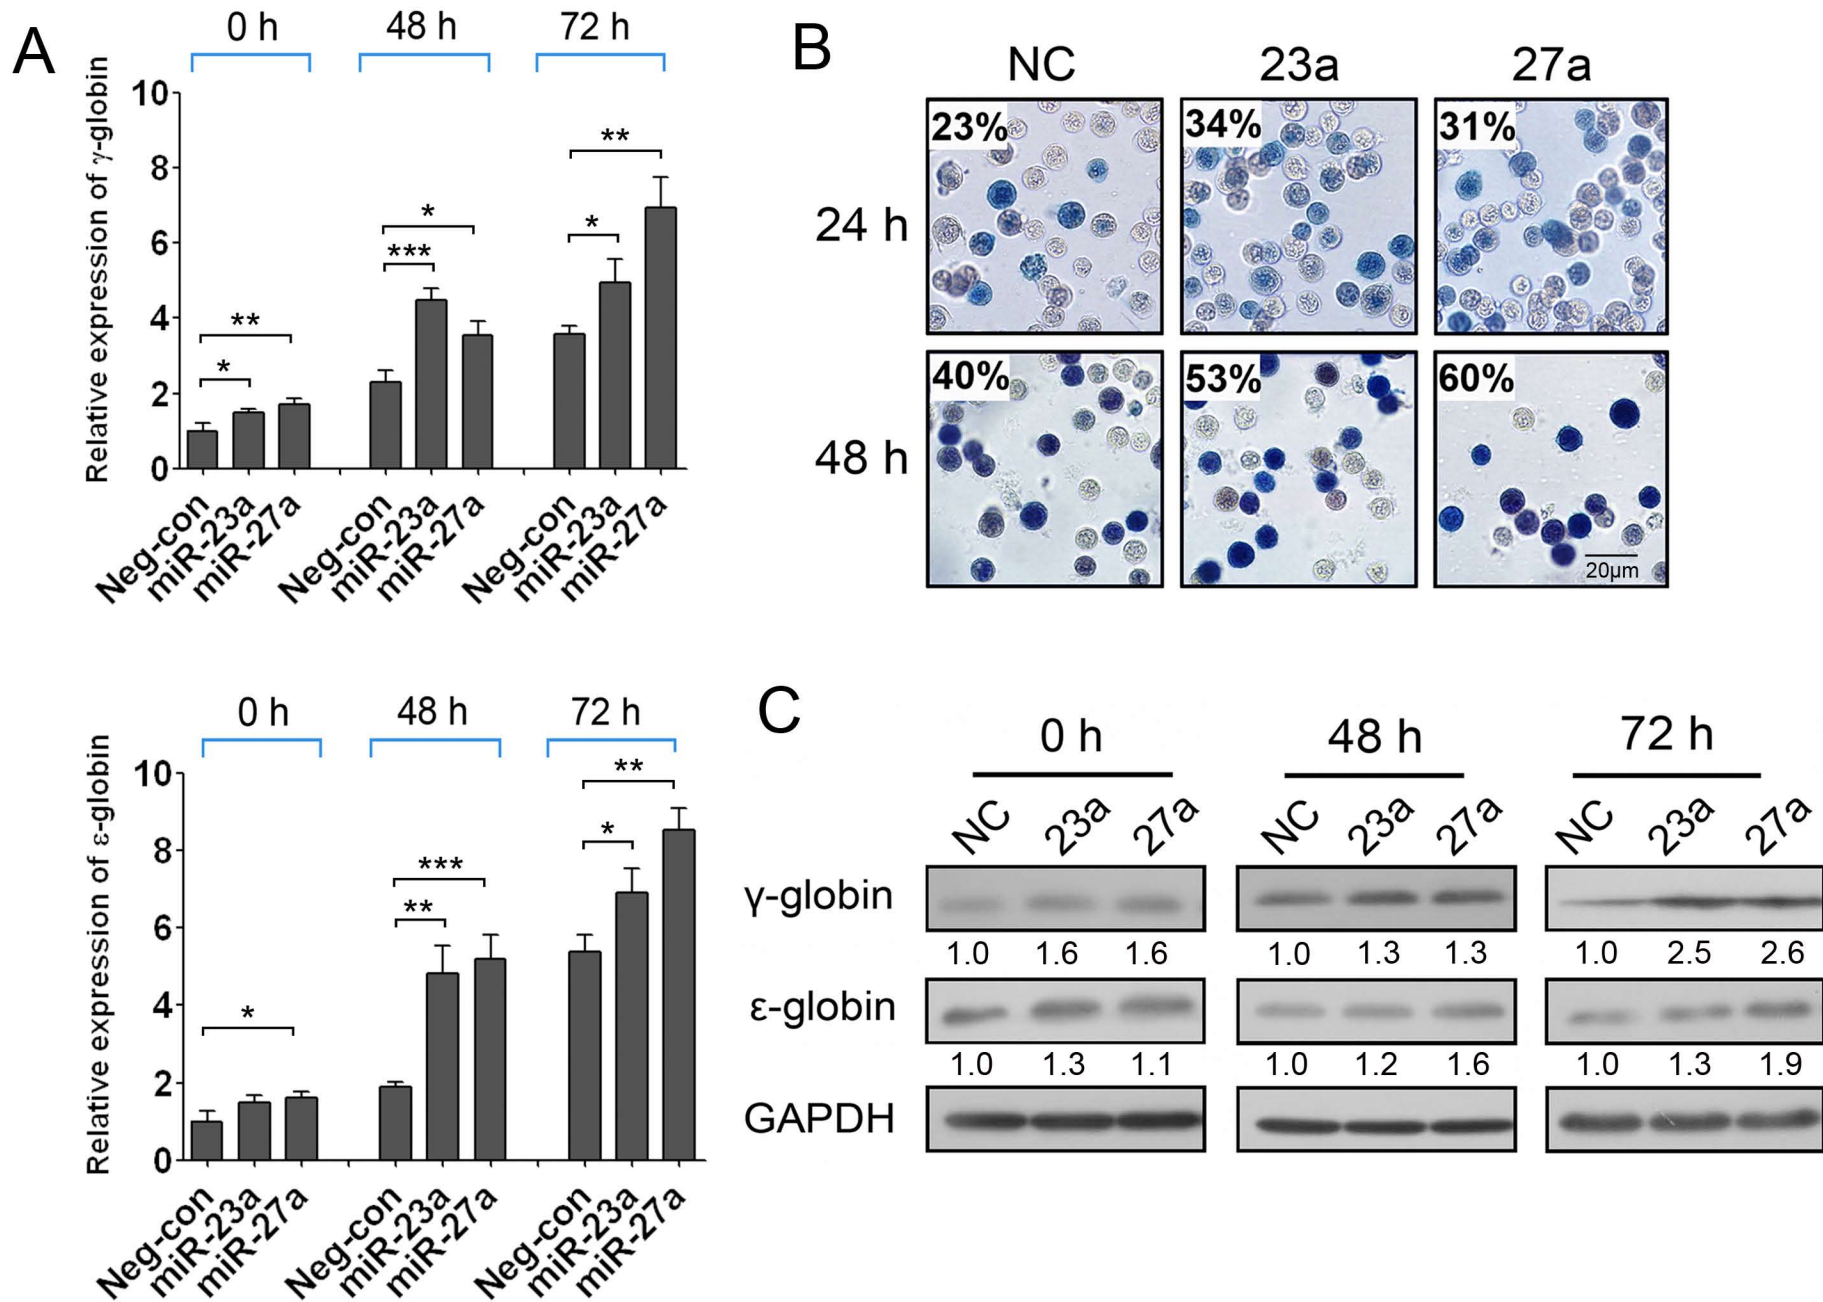 A
0 h 48 h 72 h
Relative expression of γ-globin
10
8
6
4
2
0
** * * *** ** *
Neg-con miR-23a miR-27a Neg-con miR-23a miR-27a Neg-con miR-23a miR-27a
0 h 48 h 72 h
Relative expression of ε-globin
10
8
6
4
2
0
* *** ** ** *
Neg-con miR-23a miR-27a Neg-con miR-23a miR-27a Neg-con miR-23a miR-27a
B
NC 23a 27a
24 h 23% 34% 31%
48 h 40% 53% 60%
20μm
C
0 h 48 h 72 h
NC 23a 27a NC 23a 27a NC 23a 27a
γ-globin
1.0 1.6 1.6 1.0 1.3 1.3 1.0 2.5 2.6
ε-globin
1.0 1.3 1.1 1.0 1.2 1.6 1.0 1.3 1.9
GAPDH